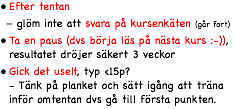 • Efter tentan
– glöm inte att svara på kursenkäten (går fort)
• Ta en paus (dvs börja läs på nästa kurs :-)),
resultatet dröjer säkert 3 veckor
• Gick det uselt, typ <15p?
– Tänk på planket och sätt igång att träna
inför omtentan dvs gå till första punkten.